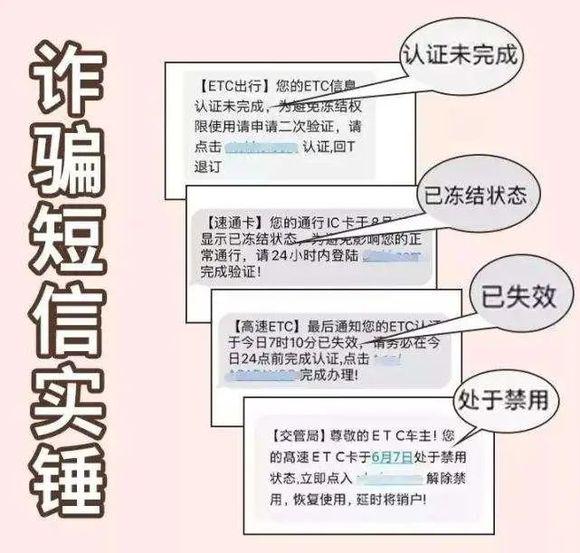 诈骗短信实锤
认证未完成
【ETC出行】您的ETC信息
认证未完成，为避免冻结权
限使用请申请二次验证，请
点击 认证,回T
退订
已冻结状态
【速通卡】您的通行IC卡于8月
显示已冻结状态，为避免影响您的正
常通行，请24小时内登陆
完成验证！
已失效
【高速ETC】最后通知您的ETC认证
于今日7时10分已失效，请务必在今
日24点前完成认证,点击
完成办理!
处于禁用
【交管局】尊敬的ETC车主！您
的高速ETC卡于6月7日处于禁用
状态,立即点入 解除禁
用，恢复使用，延时将销户!